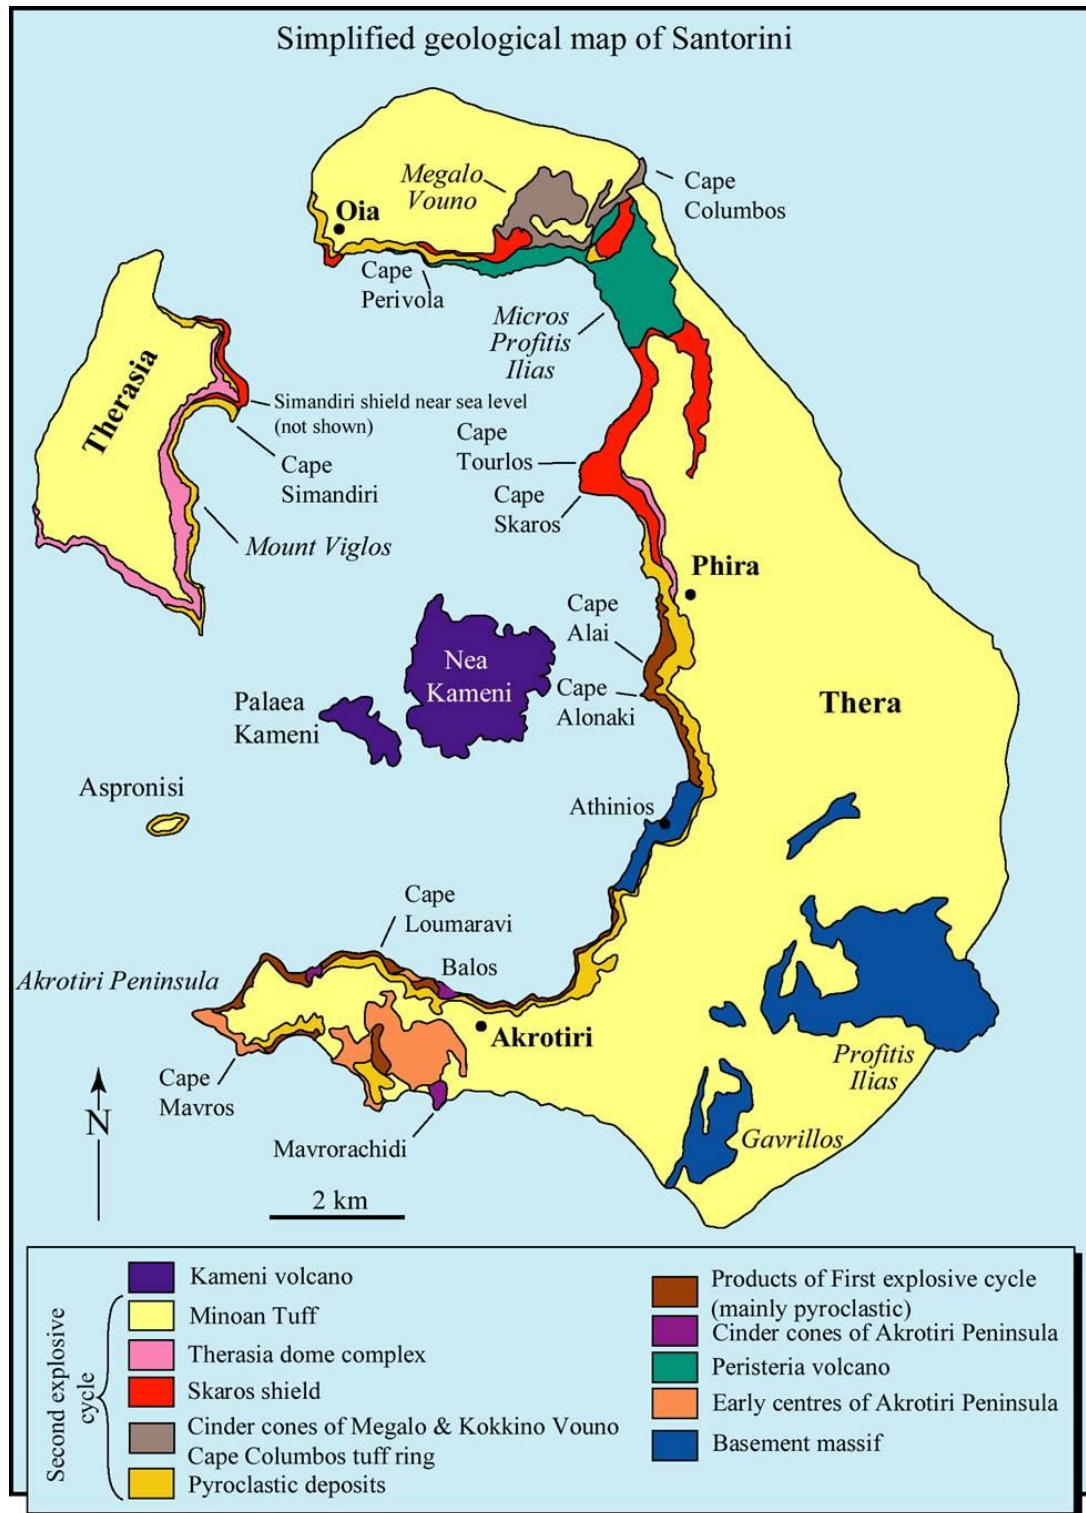 Simplified geological map of Santorini
Megalo
Vouno
Cape
Columbos
Oia
Cape
Perivola
Micros
Profitis
Ilias
Therasia
Simandiri shield near sea level
(not shown)
Cape
Simandiri
Cape
Tourlos
Cape
Skaros
Mount Viglos
Phira
Cape
Alai
Nea
Kameni
Cape
Alonaki
Palaea
Kameni
Thera
Aspronisi
Athinios
Cape
Loumaravi
Akrotiri Peninsula
Balos
Akrotiri
Profitis
Ilias
Cape
Mavros
N
Mavrorachidi
Gavrillos
2 km
Second explosive
cycle
Kameni volcano
Minoan Tuff
Therasia dome complex
Skaros shield
Cinder cones of Megalo & Kokkino Vouno
Cape Columbos tuff ring
Pyroclastic deposits
Products of First explosive cycle
(mainly pyroclastic)
Cinder cones of Akrotiri Peninsula
Peristeria volcano
Early centres of Akrotiri Peninsula
Basement massif